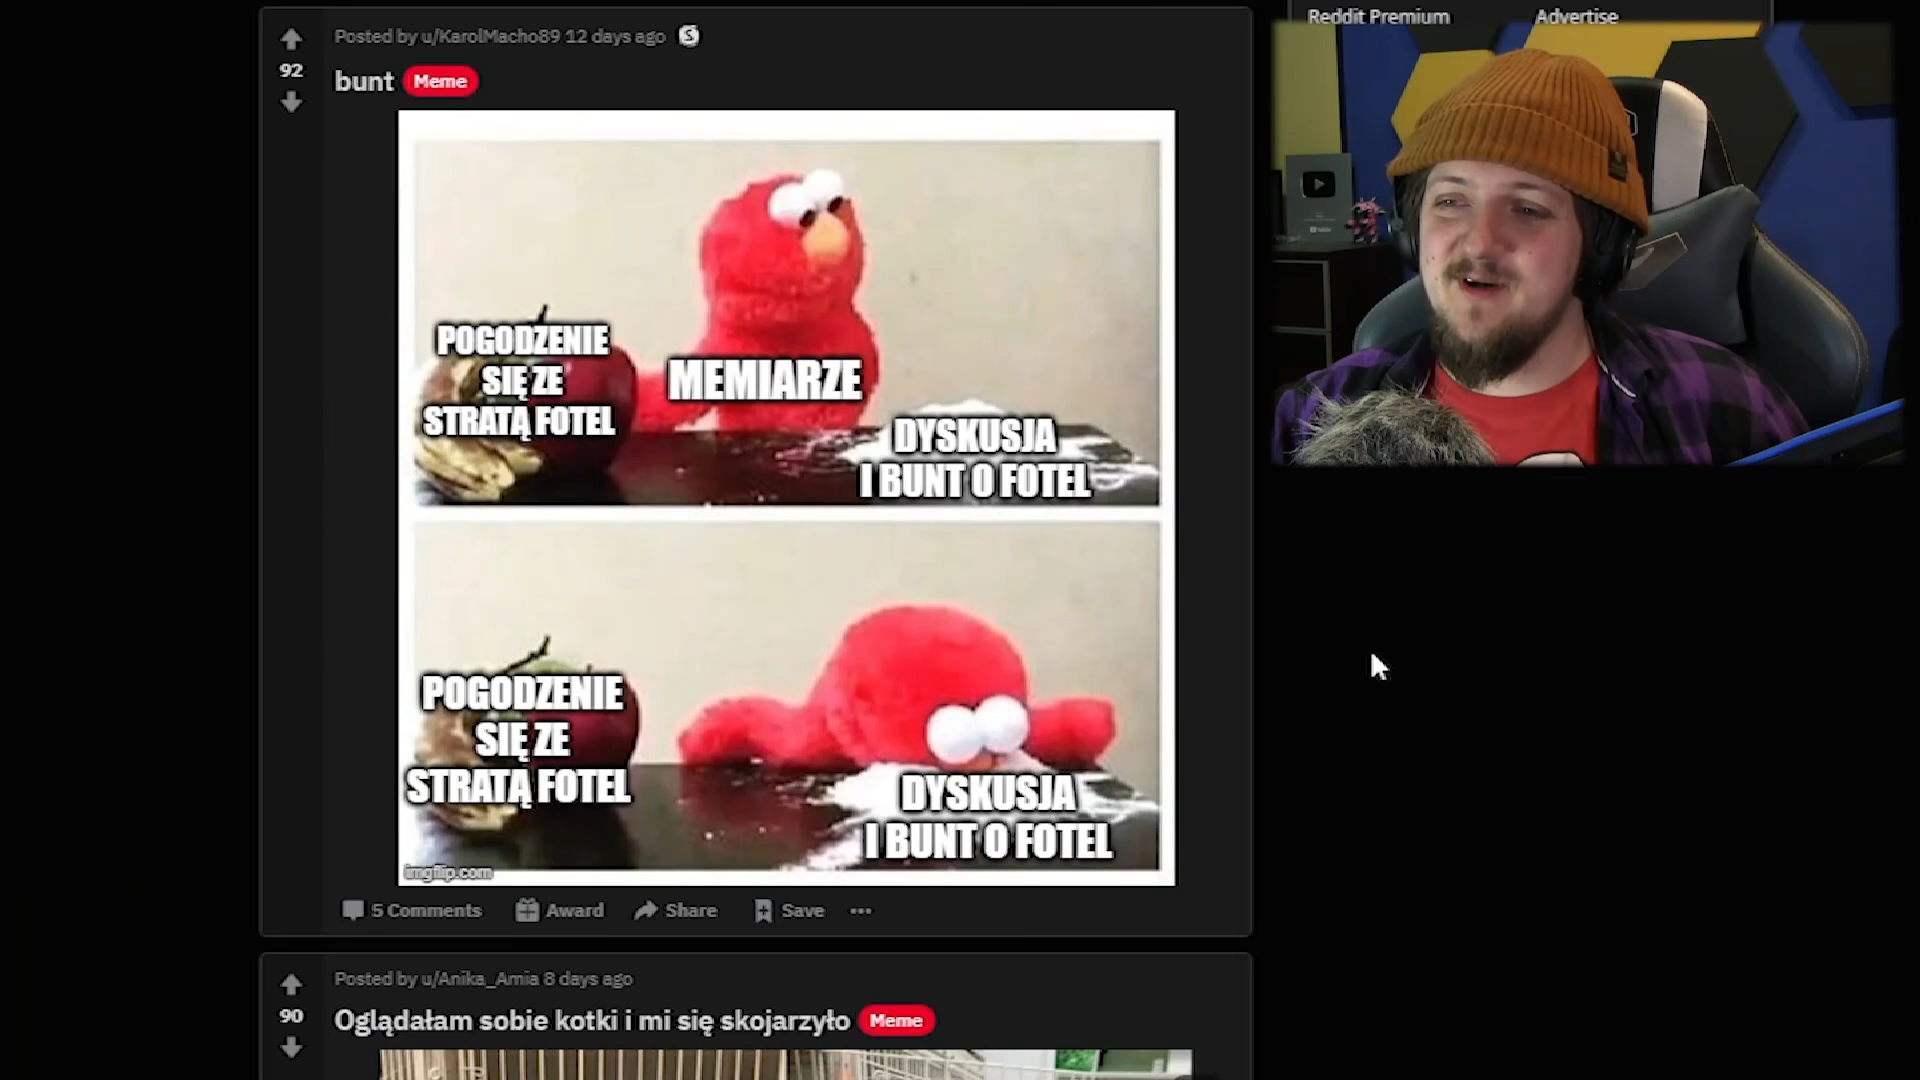 Reddit Premium
Advertise
Posted by u/KarolMacho89 12 days ago
92
bunt Meme
POGODZENIE
SIĘ ZE
STRATĄ FOTEL
MEMIARZE
DYSKUSJA
I BUNT O FOTEL
POGODZENIE
SIĘ ZE
STRATĄ FOTEL
DYSKUSJA
I BUNT O FOTEL
imgflip.com
5 Comments
Award
Share
Save
Posted by u/Anika_Amia 8 days ago
90
Oglądałam sobie kotki i mi się skojarzyło Meme